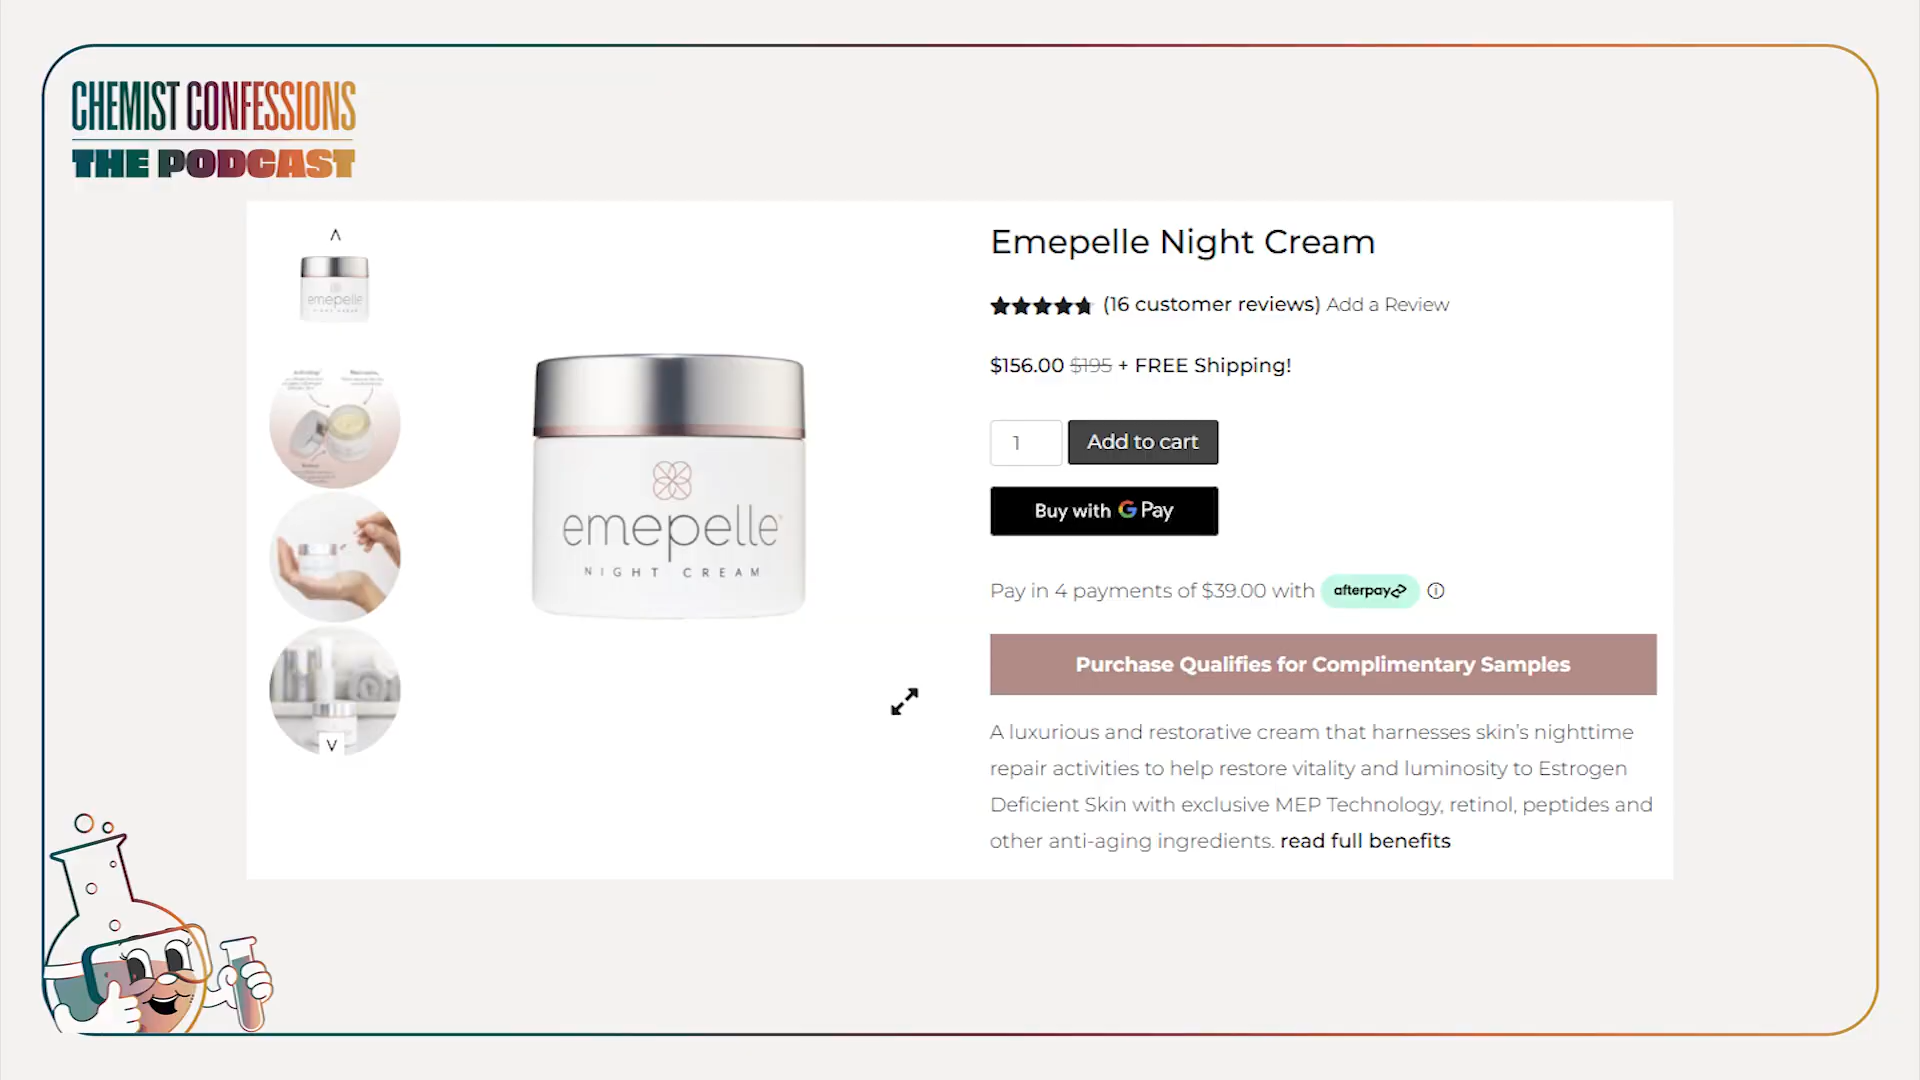 CHEMIST CONFESSIONS
THE PODCAST
emepelle
NIGHT CREAM
emepelle
NIGHT CREAM
Emepelle Night Cream
(16 customer reviews) Add a Review
$156.00 $195 + FREE Shipping!
1
Add to cart
Buy with G Pay
Pay in 4 payments of $39.00 with afterpay
Purchase Qualifies for Complimentary Samples
A luxurious and restorative cream that harnesses skin’s nighttime
repair activities to help restore vitality and luminosity to Estrogen
Deficient Skin with exclusive MEP Technology, retinol, peptides and
other anti-aging ingredients. read full benefits